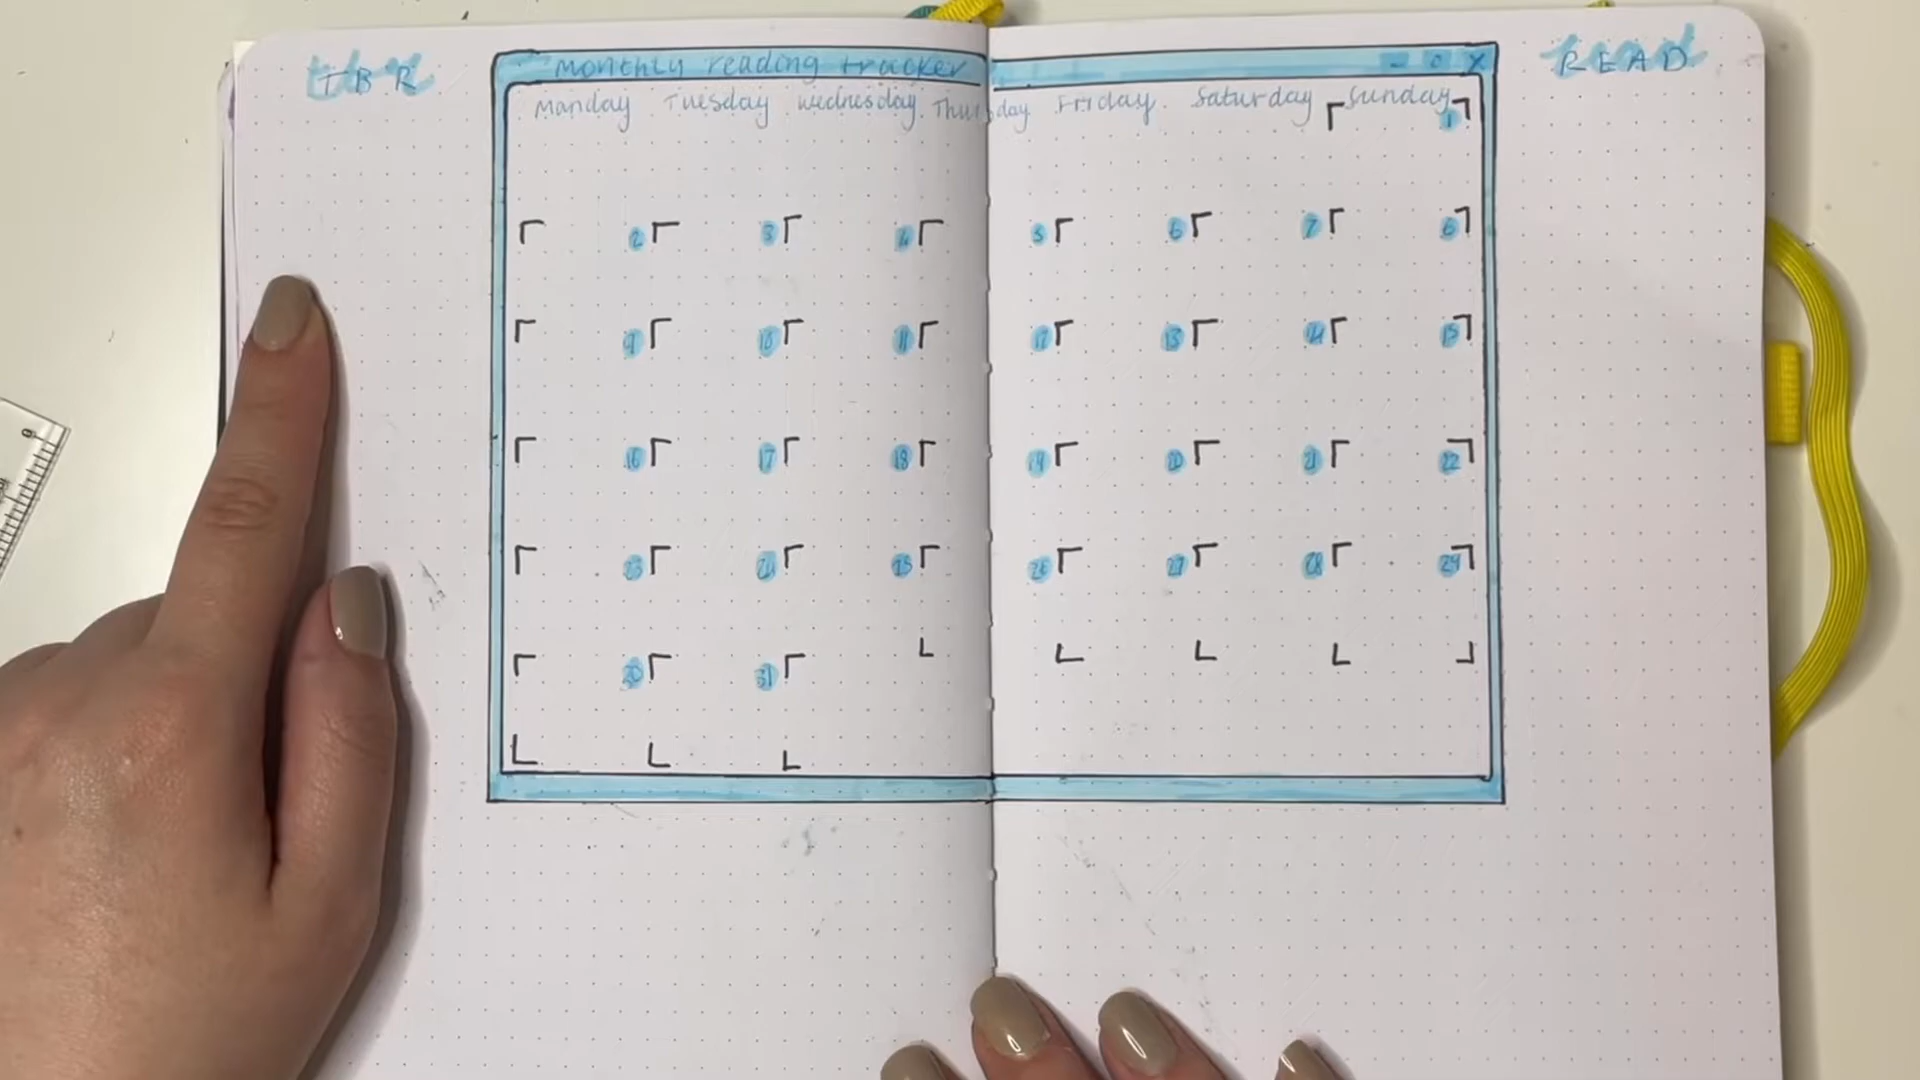 TBR
monthly reading tracker
- o x
READ
Manday Tuesday wednesday Thursday Friday Saturday Sunday
1
2 3 4 5 6 7 8
9 10 11 12 13 14 15
16 17 18 19 20 21 22
23 24 25 26 27 28 29
30 31
0